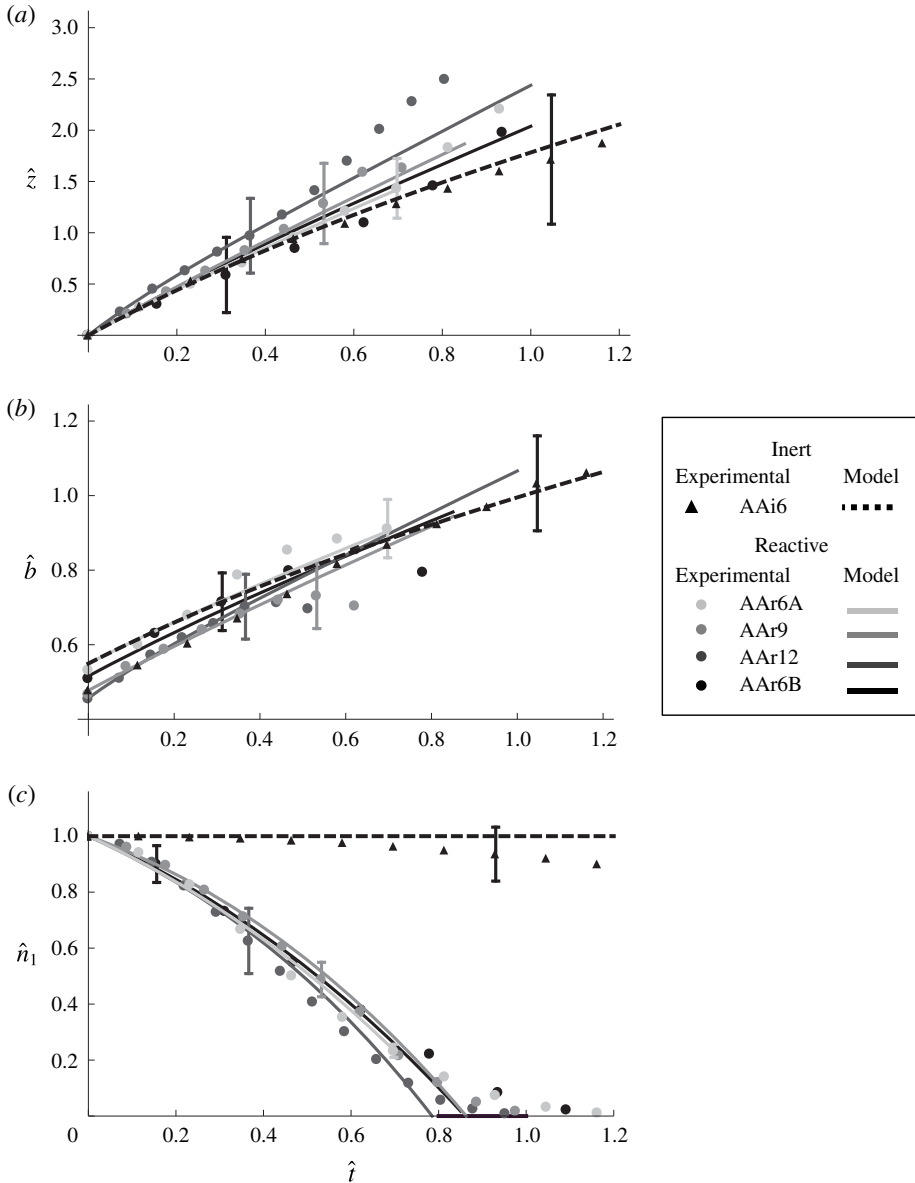 (a)
3.0
2.5
2.0
ẑ 1.5
1.0
0.5
0.2 0.4 0.6 0.8 1.0 1.2
(b)
1.2
1.0
b̂ 0.8
0.6
0.2 0.4 0.6 0.8 1.0 1.2
Inert
Experimental Model
AAi6
Reactive
Experimental Model
AAr6A
AAr9
AAr12
AAr6B
(c)
1.0
0.8
n̂₁ 0.6
0.4
0.2
0 0.2 0.4 0.6 0.8 1.0 1.2
t̂